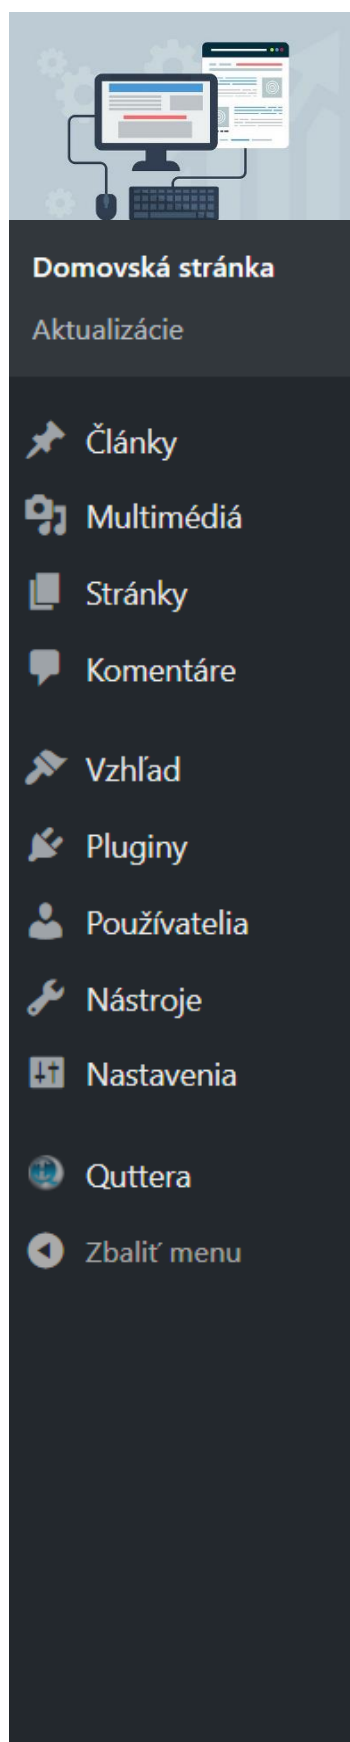 Domovská stránka
Aktualizácie
Články
Multimédiá
Stránky
Komentáre
Vzhľad
Pluginy
Používatelia
Nástroje
Nastavenia
Quttera
Zbaliť menu